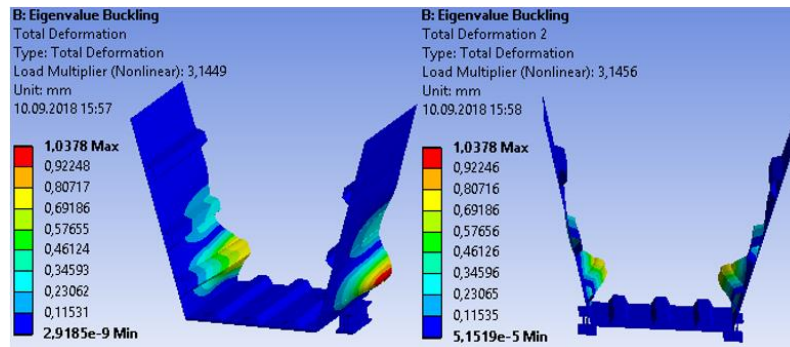 B: Eigenvalue Buckling
Total Deformation
Type: Total Deformation
Load Multiplier (Nonlinear): 3,1449
Unit: mm
10.09.2018 15:57
1,0378 Max
0,92248
0,80717
0,69186
0,57655
0,46124
0,34593
0,23062
0,11531
2,9185e-9 Min
B: Eigenvalue Buckling
Total Deformation 2
Type: Total Deformation
Load Multiplier (Nonlinear): 3,1456
Unit: mm
10.09.2018 15:58
1,0378 Max
0,92246
0,80716
0,69186
0,57656
0,46126
0,34596
0,23065
0,11535
5,1519e-5 Min